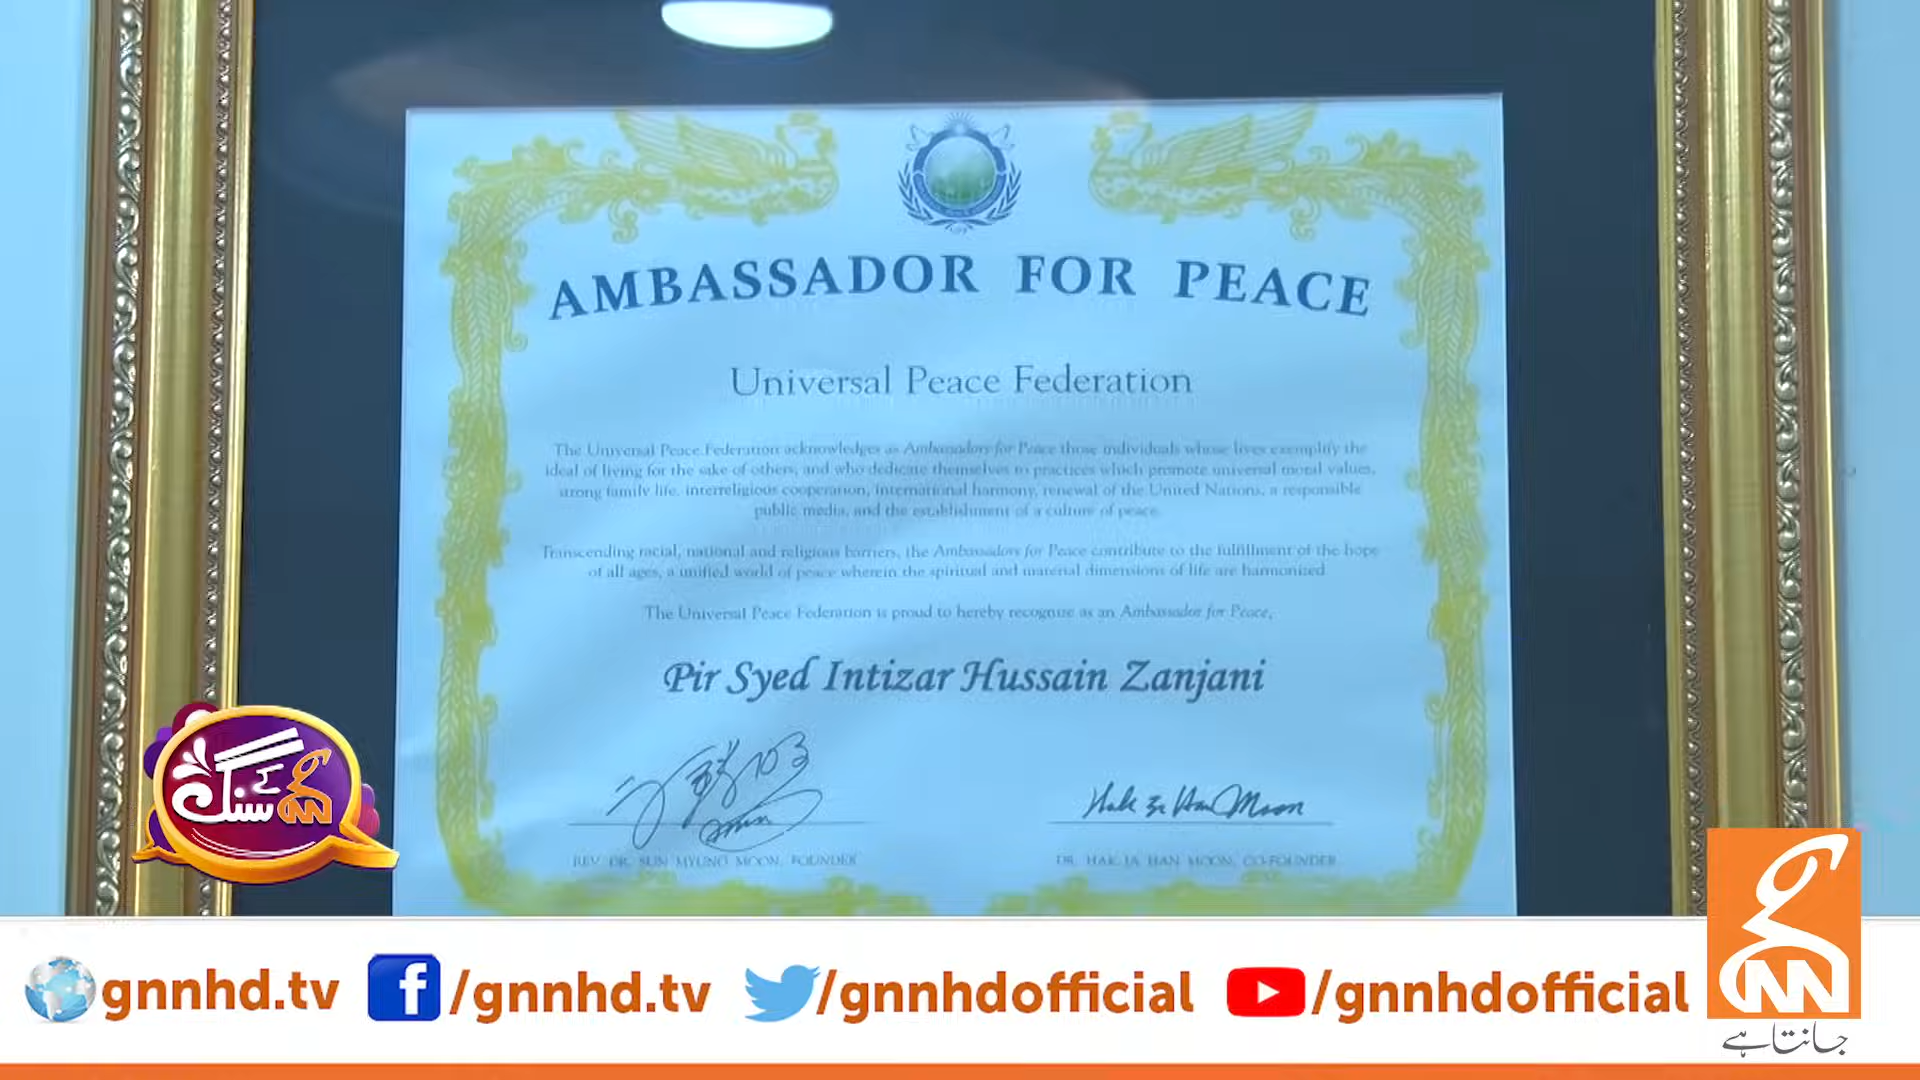 AMBASSADOR FOR PEACE
Universal Peace Federation
The Universal Peace Federation acknowledges as Ambassadors for Peace those individuals whose lives exemplify the
ideal of living for the sake of others, and who dedicate themselves to practices which promote universal moral values,
strong family life, interreligious cooperation, international harmony, renewal of the United Nations, a responsible
public media, and the establishment of a culture of peace.
Transcending racial, national and religious barriers, the Ambassadors for Peace contribute to the fulfillment of the hope
of all ages, a unified world of peace wherein the spiritual and material dimensions of life are harmonized.
The Universal Peace Federation is proud to hereby recognize as an Ambassador for Peace,
Pir Syed Intizar Hussain Zanjani
Hak Ja Han Moon
REV. DR. SUN MYUNG MOON, FOUNDER
DR. HAK JA HAN MOON, CO-FOUNDER
GNN کے سنگ
gnnhd.tv
/gnnhd.tv
/gnnhdofficial
/gnnhdofficial
GNN
جانتا ہے